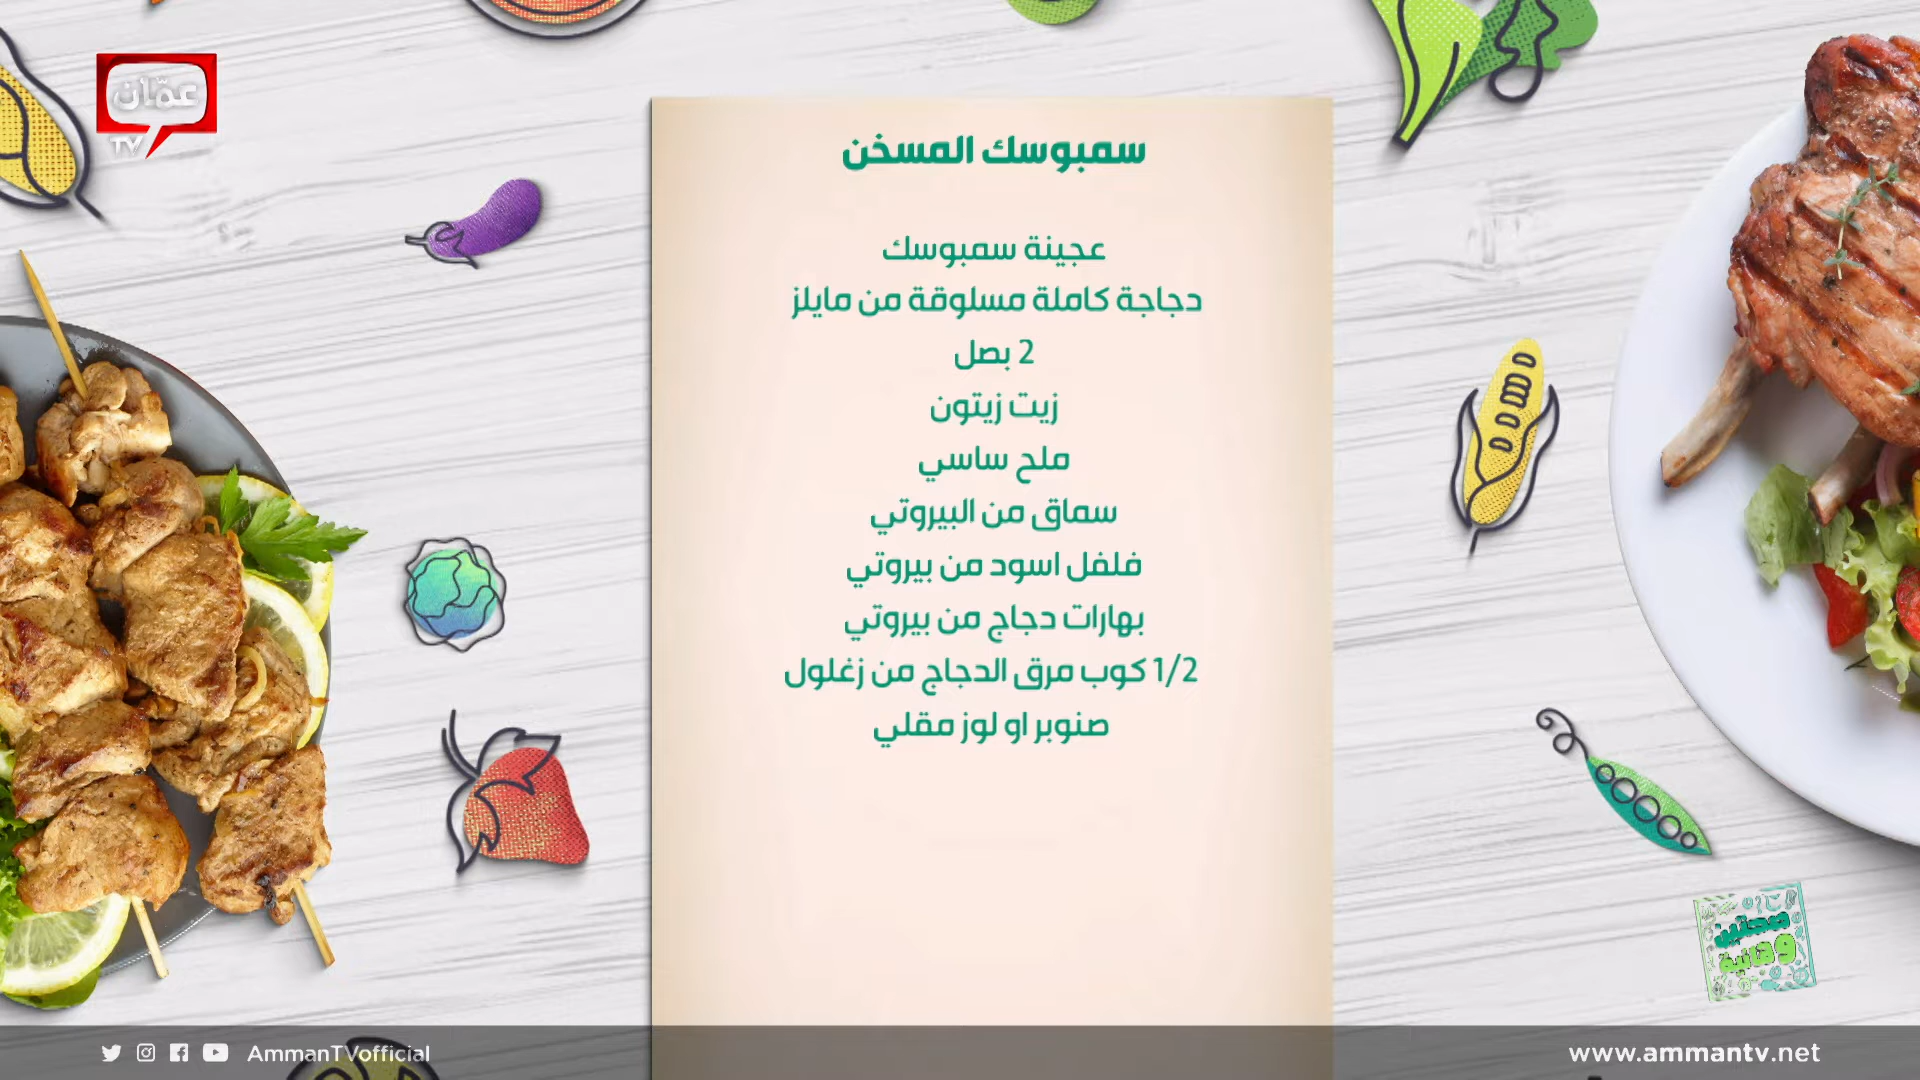 عمّان
TV
سمبوسك المسخن
عجينة سمبوسك
دجاجة كاملة مسلوقة من مايلز
2 بصل
زيت زيتون
ملح ساسي
سماق من البيروتي
فلفل اسود من بيروتي
بهارات دجاج من بيروتي
1/2 كوب مرق الدجاج من زغلول
صنوبر او لوز مقلي
صحتين
وهانية
AmmanTVofficial
www.ammantv.net